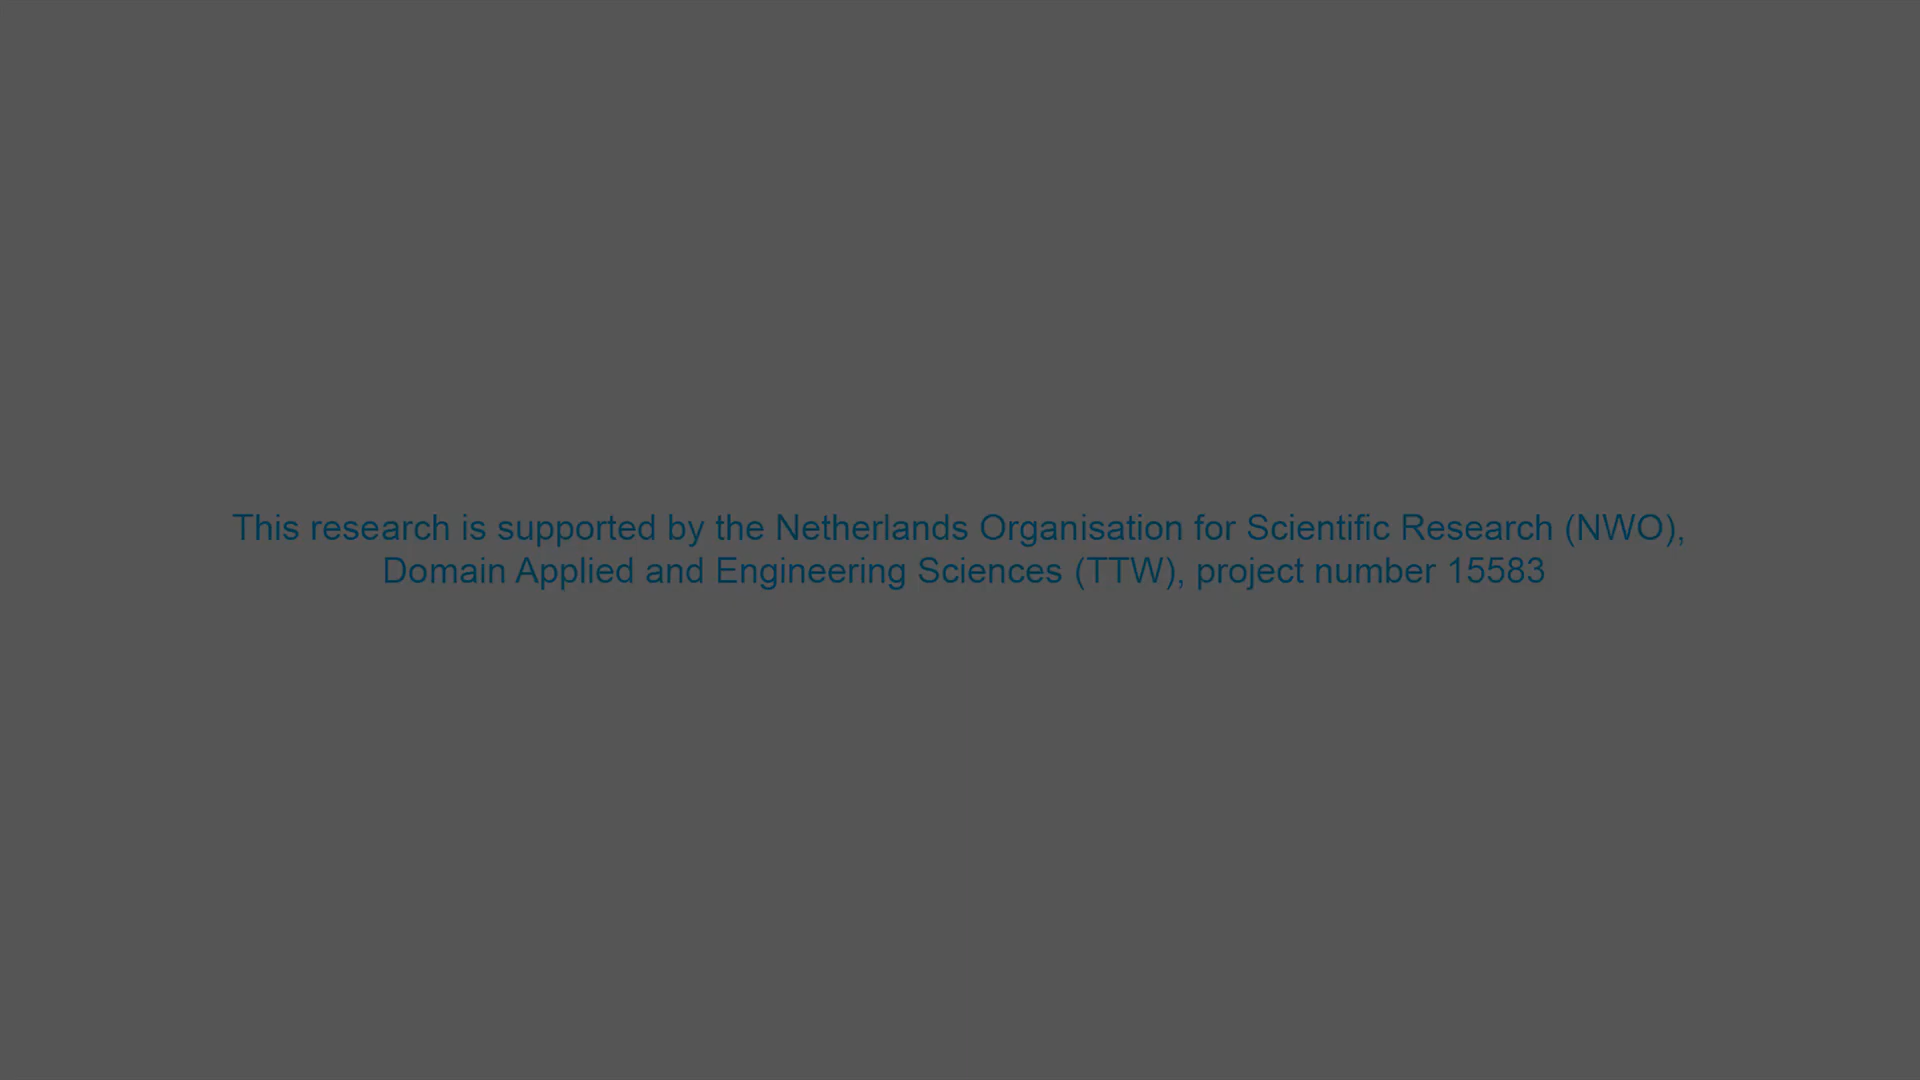 This research is supported by the Netherlands Organisation for Scientific Research (NWO),
Domain Applied and Engineering Sciences (TTW), project number 15583